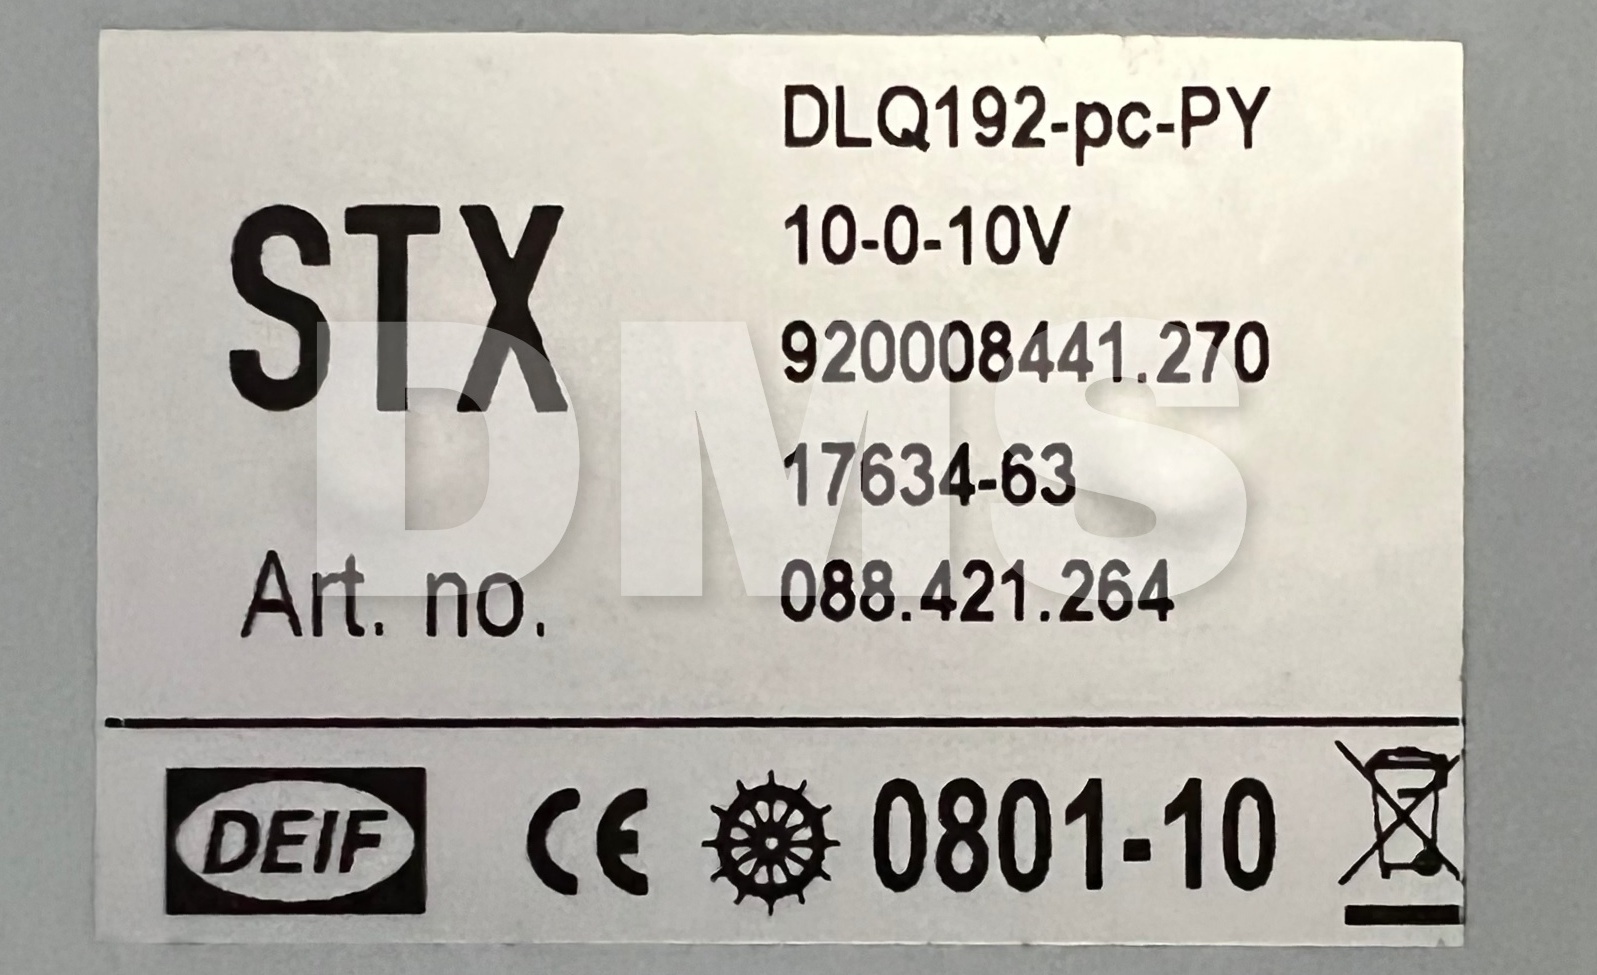 DLQ192-pc-PY
STX
10-0-10V
920008441.270
17634-63
Art. no. 088.421.264
DMS
DEIF CE 0801-10